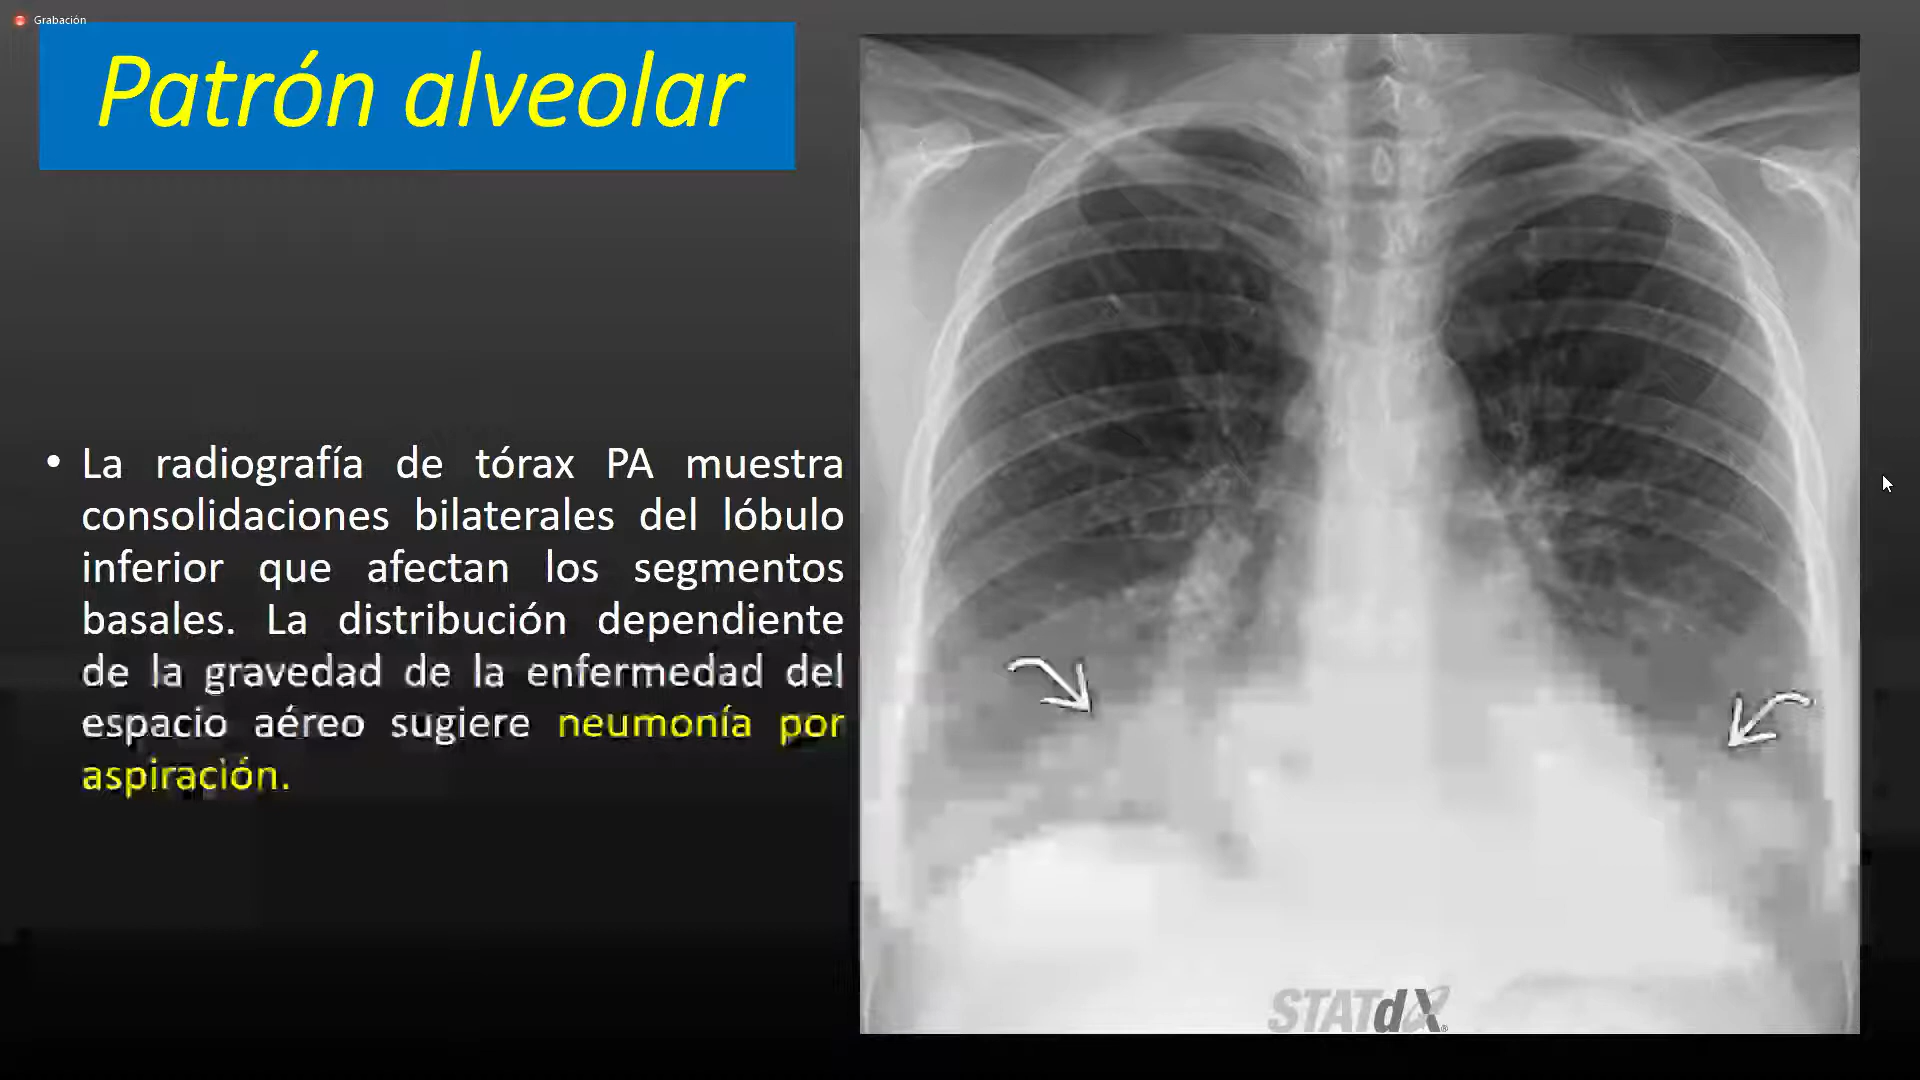 Grabación
Patrón alveolar
• La radiografía de tórax PA muestra
consolidaciones bilaterales del lóbulo
inferior que afectan los segmentos
basales. La distribución dependiente
de la gravedad de la enfermedad del
espacio aéreo sugiere neumonía por
aspiración.
STATdX®